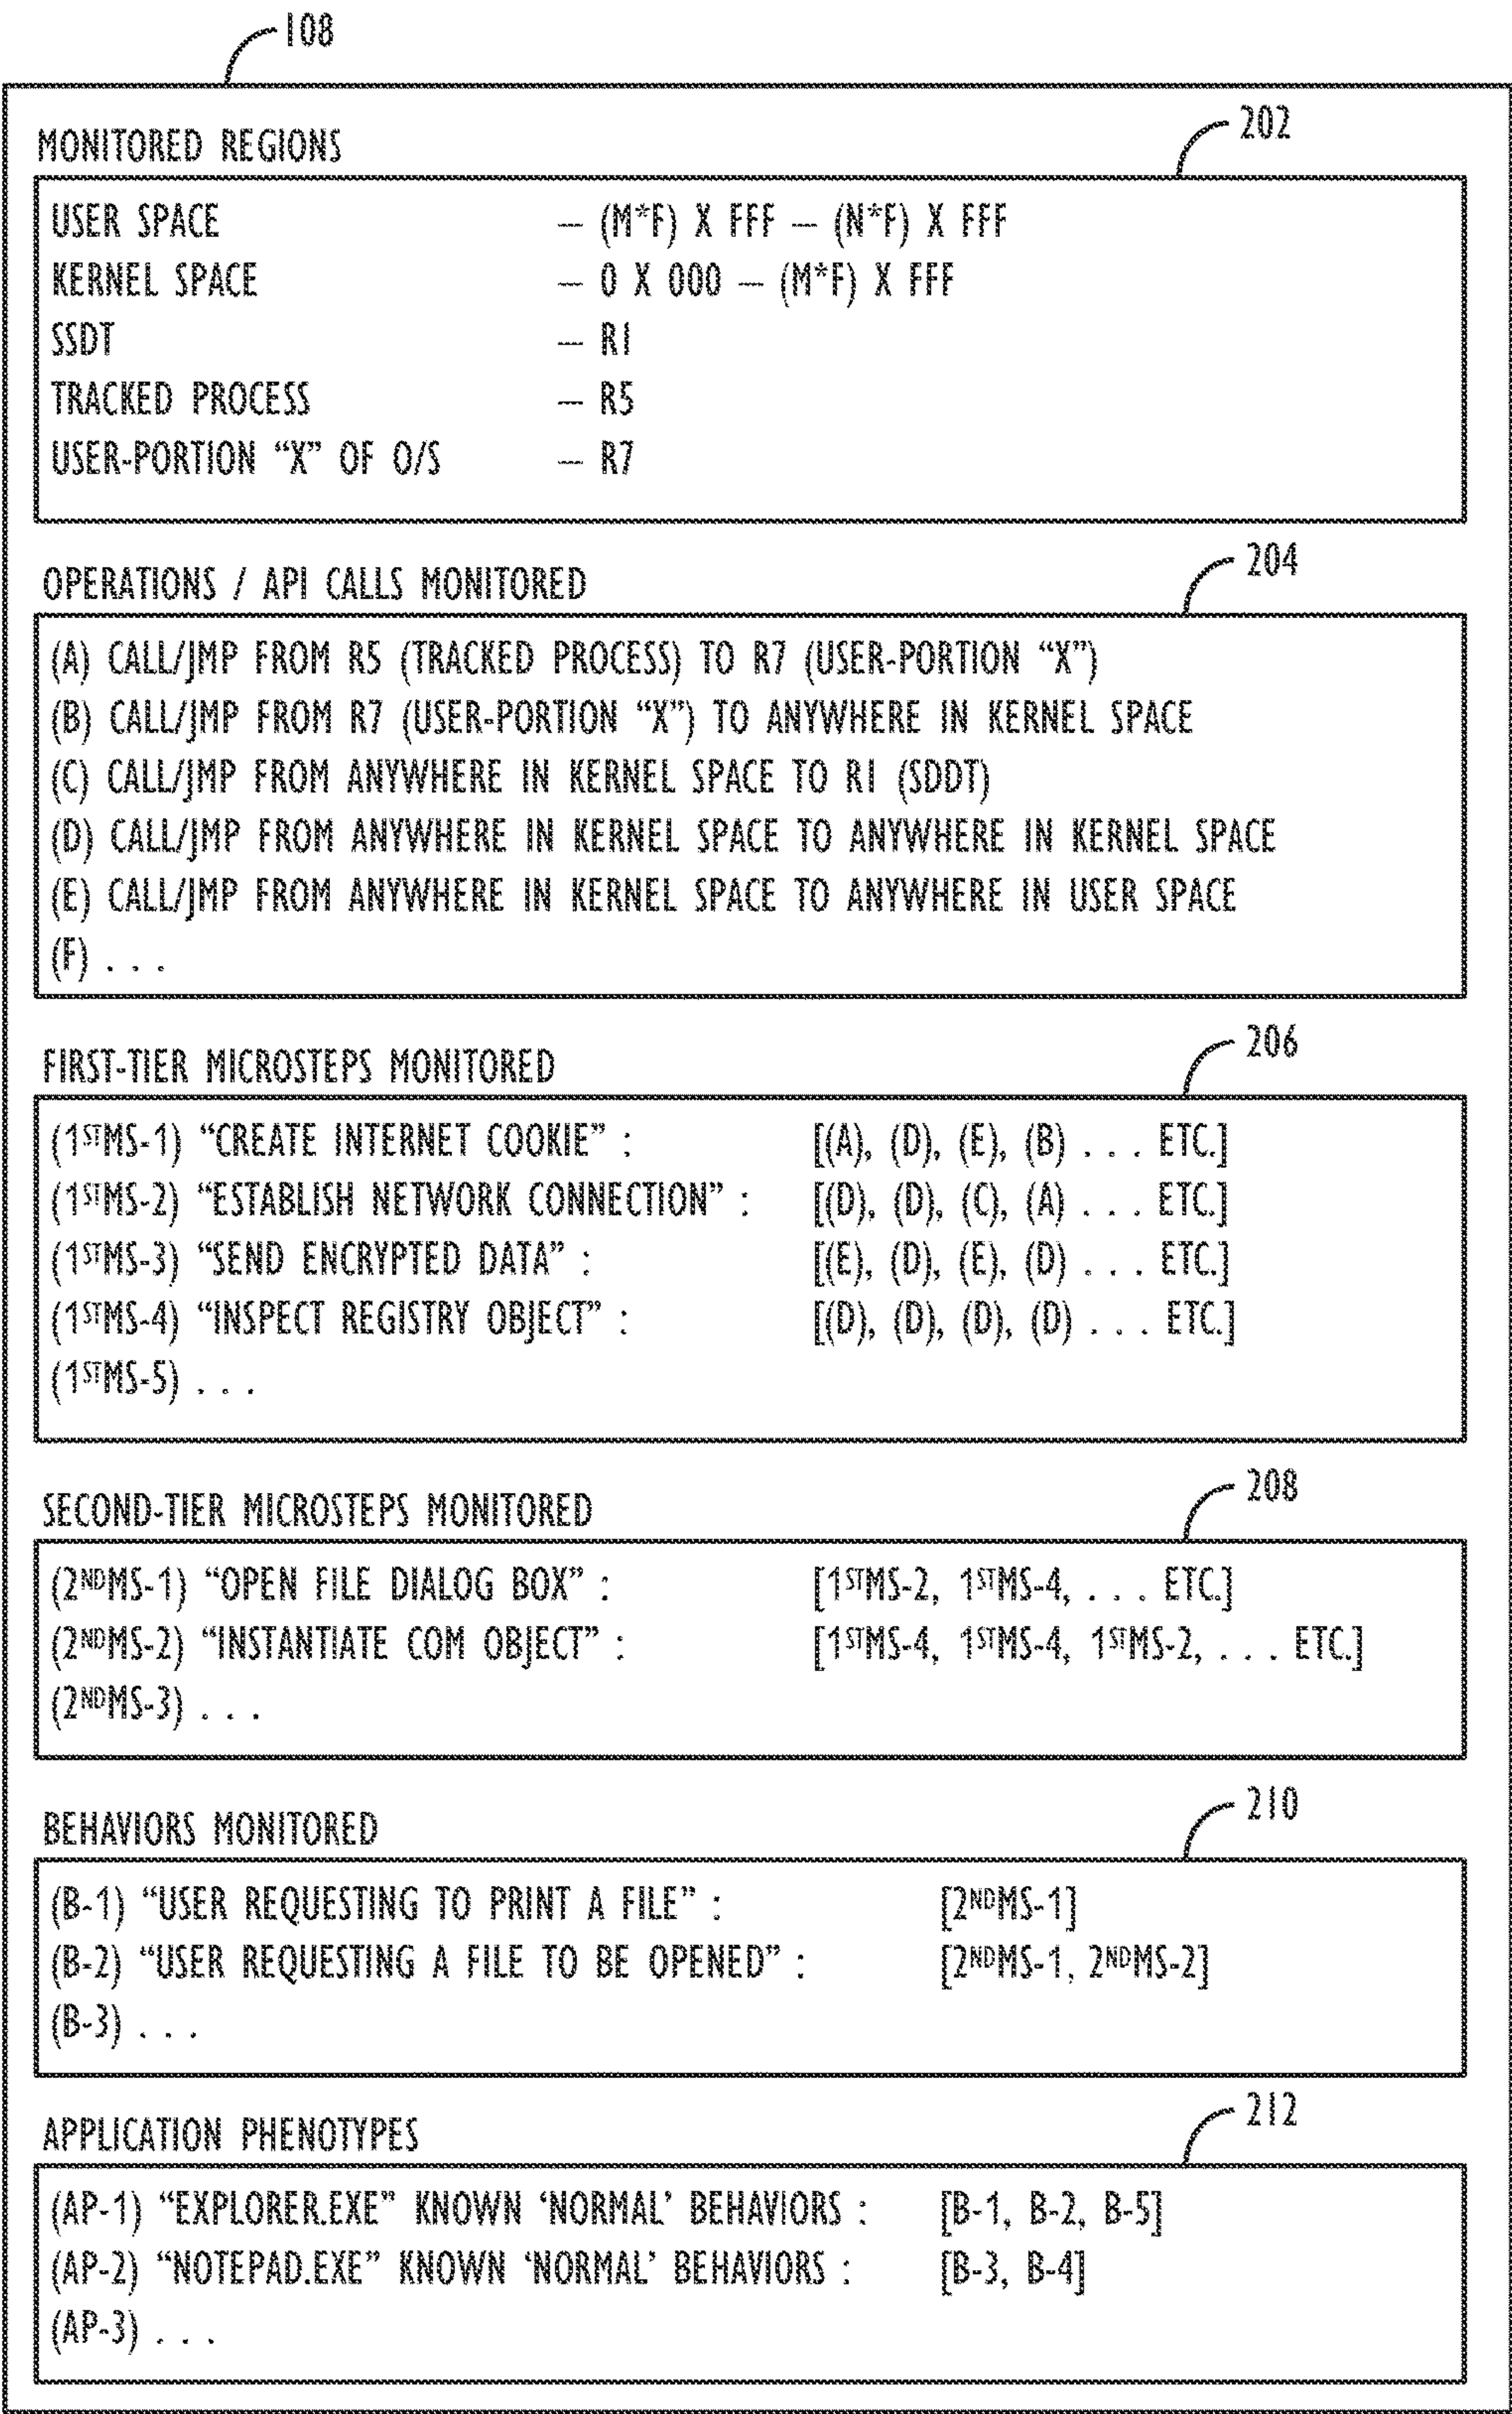 108
MONITORED REGIONS
202
USER SPACE — (M*F) X FFF — (N*F) X FFF
KERNEL SPACE — 0 X 000 — (M*F) X FFF
SSDT — R1
TRACKED PROCESS — R5
USER-PORTION “X” OF O/S — R7
OPERATIONS / API CALLS MONITORED
204
(A) CALL/JMP FROM R5 (TRACKED PROCESS) TO R7 (USER-PORTION “X”)
(B) CALL/JMP FROM R7 (USER-PORTION “X”) TO ANYWHERE IN KERNEL SPACE
(C) CALL/JMP FROM ANYWHERE IN KERNEL SPACE TO R1 (SDDT)
(D) CALL/JMP FROM ANYWHERE IN KERNEL SPACE TO ANYWHERE IN KERNEL SPACE
(E) CALL/JMP FROM ANYWHERE IN KERNEL SPACE TO ANYWHERE IN USER SPACE
(F) . . .
FIRST-TIER MICROSTEPS MONITORED
206
(1STMS-1) “CREATE INTERNET COOKIE” : [(A), (D), (E), (B) . . . ETC.]
(1STMS-2) “ESTABLISH NETWORK CONNECTION” : [(D), (D), (C), (A) . . . ETC.]
(1STMS-3) “SEND ENCRYPTED DATA” : [(E), (D), (E), (D) . . . ETC.]
(1STMS-4) “INSPECT REGISTRY OBJECT” : [(D), (D), (D), (D) . . . ETC.]
(1STMS-5) . . .
SECOND-TIER MICROSTEPS MONITORED
208
(2NDMS-1) “OPEN FILE DIALOG BOX” : [1STMS-2, 1STMS-4, . . . ETC.]
(2NDMS-2) “INSTANTIATE COM OBJECT” : [1STMS-4, 1STMS-4, 1STMS-2, . . . ETC.]
(2NDMS-3) . . .
BEHAVIORS MONITORED
210
(B-1) “USER REQUESTING TO PRINT A FILE” : [2NDMS-1]
(B-2) “USER REQUESTING A FILE TO BE OPENED” : [2NDMS-1, 2NDMS-2]
(B-3) . . .
APPLICATION PHENOTYPES
212
(AP-1) “EXPLORER.EXE” KNOWN ‘NORMAL’ BEHAVIORS : [B-1, B-2, B-5]
(AP-2) “NOTEPAD.EXE” KNOWN ‘NORMAL’ BEHAVIORS : [B-3, B-4]
(AP-3) . . .